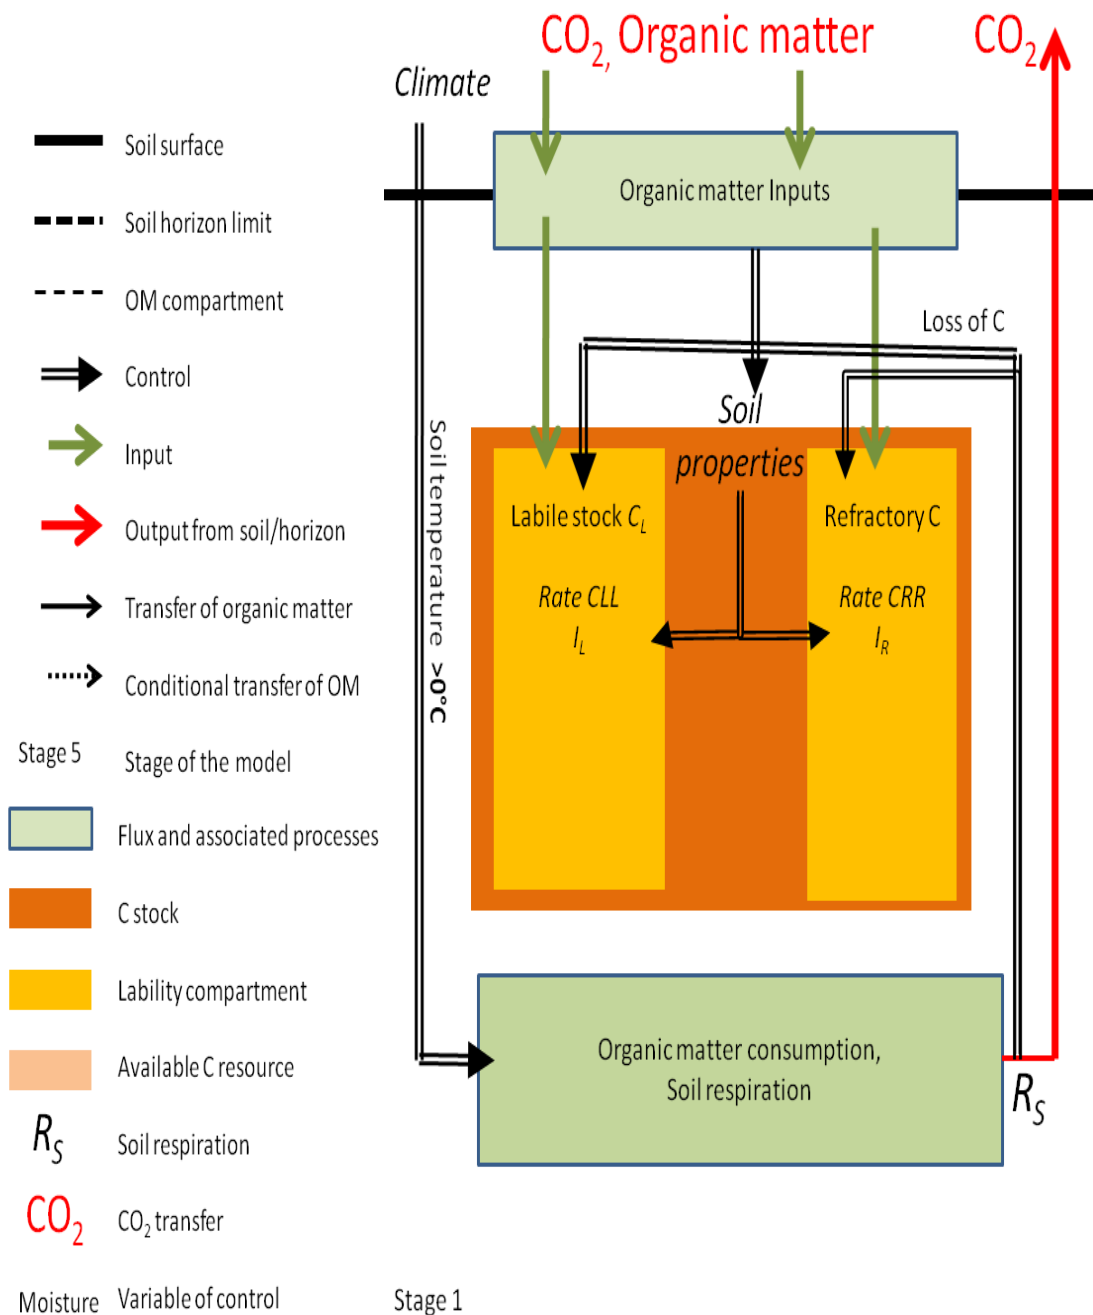 CO2, Organic matter
CO2
Climate
Soil surface
Organic matter Inputs
Soil horizon limit
OM compartment
Loss of C
Control
Soil
properties
Input
Soil temperature >0°C
Labile stock CL
Refractory C
Output from soil/horizon
Rate CLL
IL
Rate CRR
IR
Transfer of organic matter
Conditional transfer of OM
Stage 5
Stage of the model
Flux and associated processes
C stock
Lability compartment
Available C resource
Organic matter consumption,
Soil respiration
RS
RS
Soil respiration
CO2
CO2 transfer
Moisture
Variable of control
Stage 1